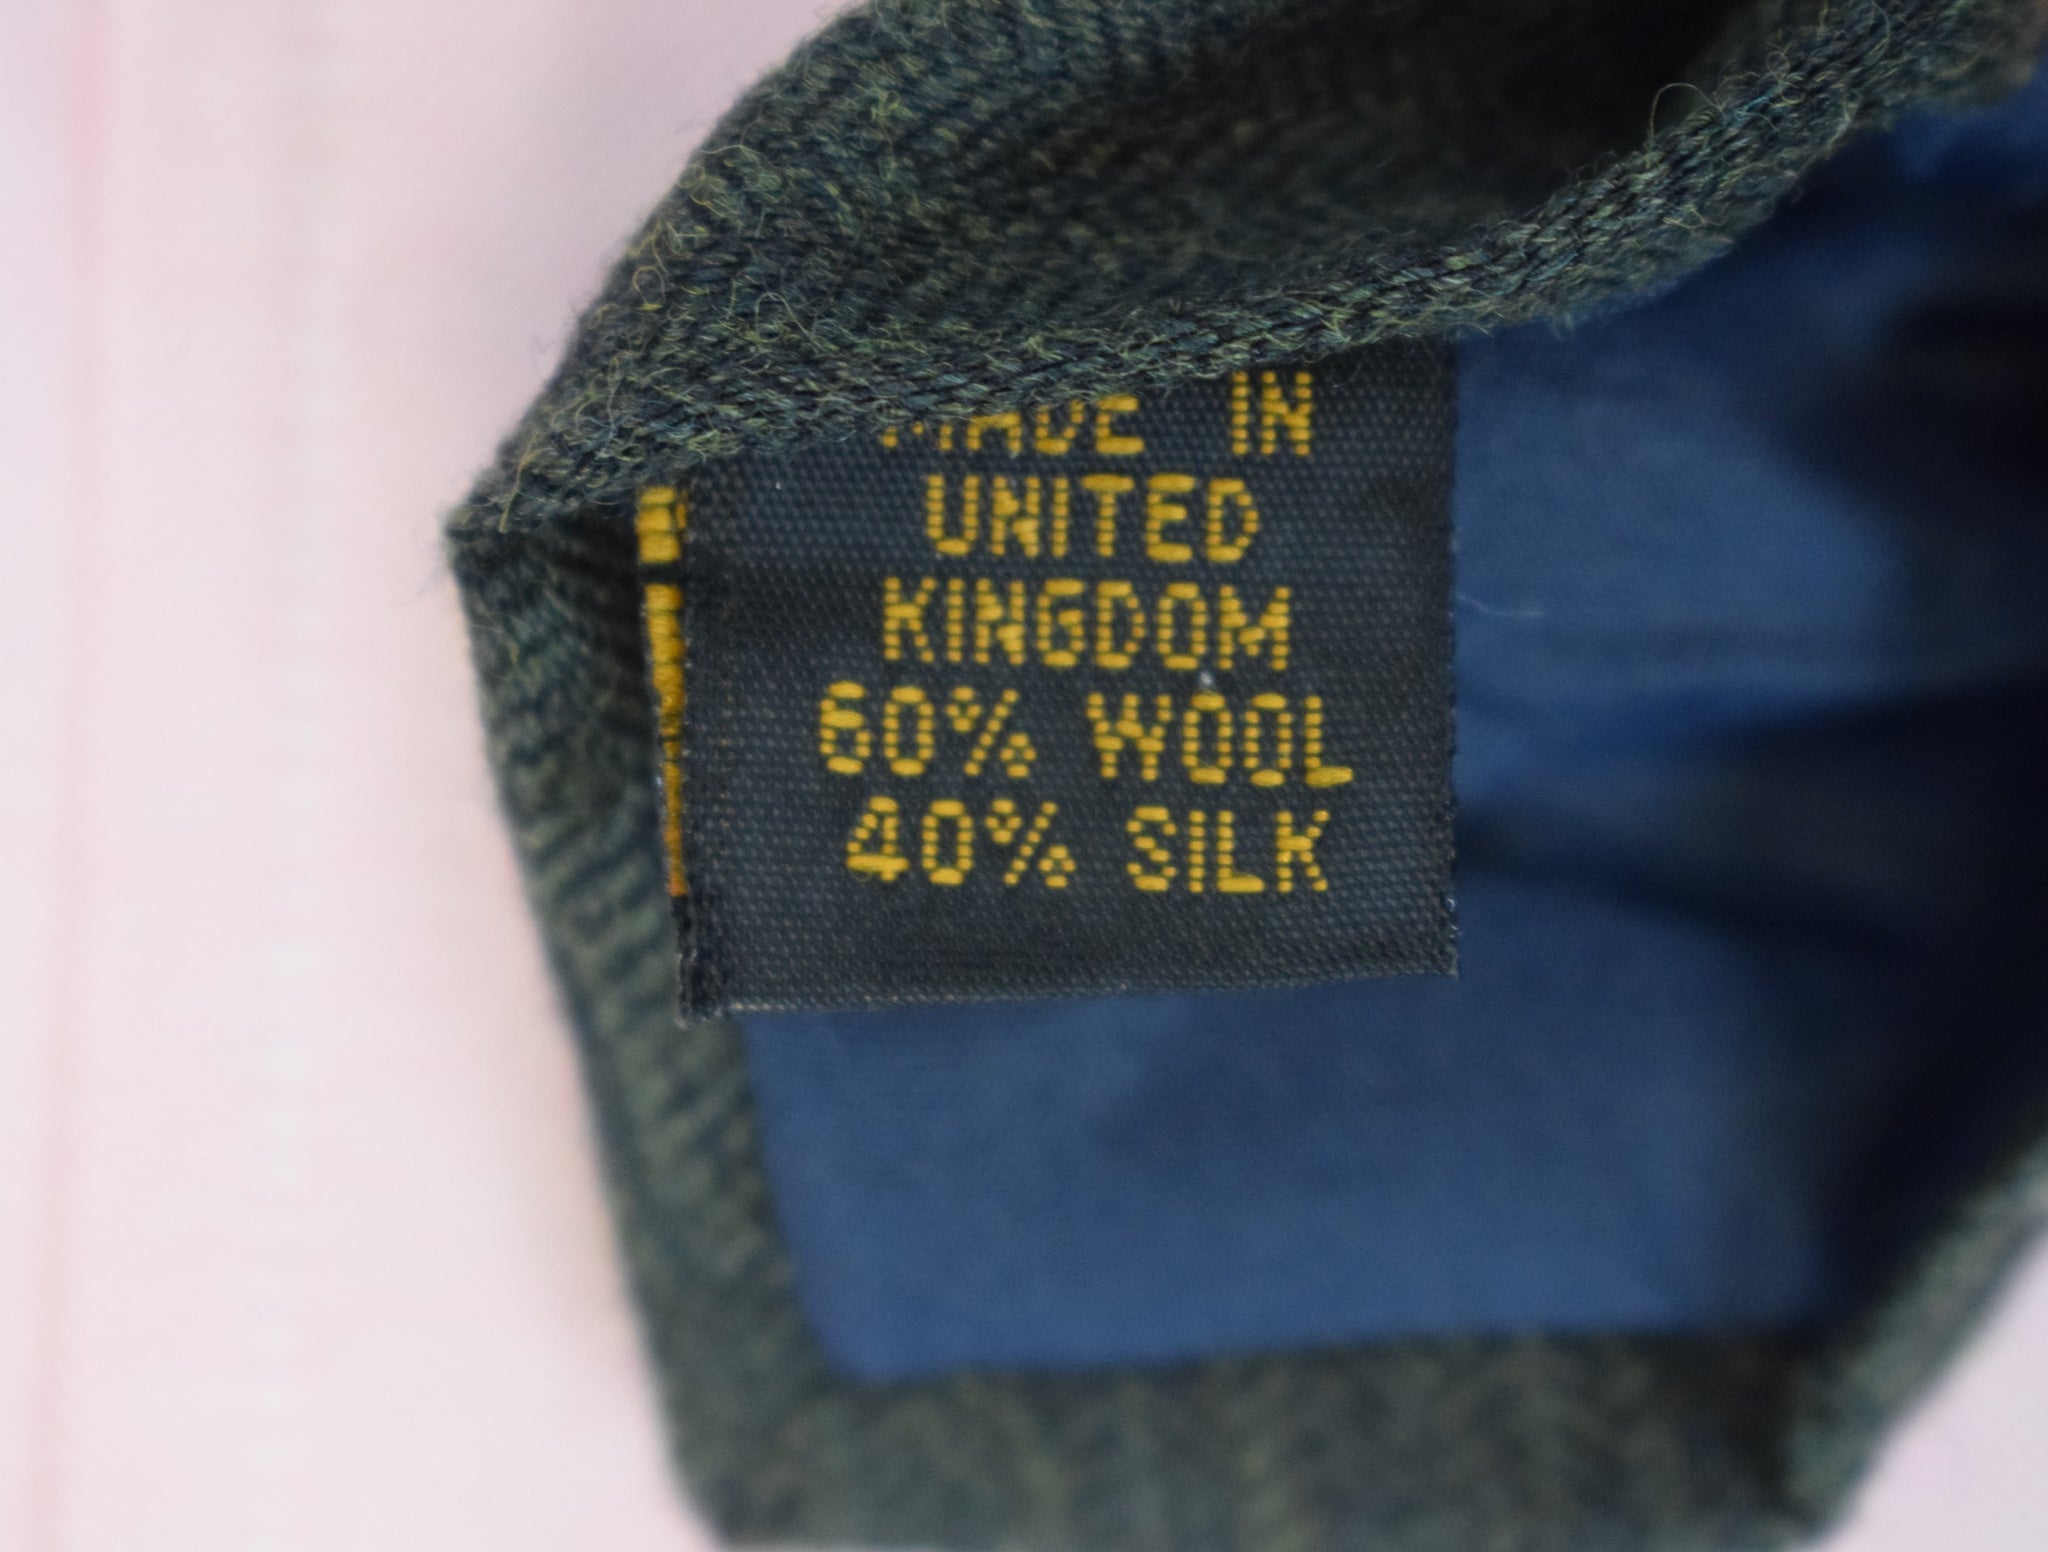 MADE IN
UNITED
KINGDOM
60% WOOL
40% SILK